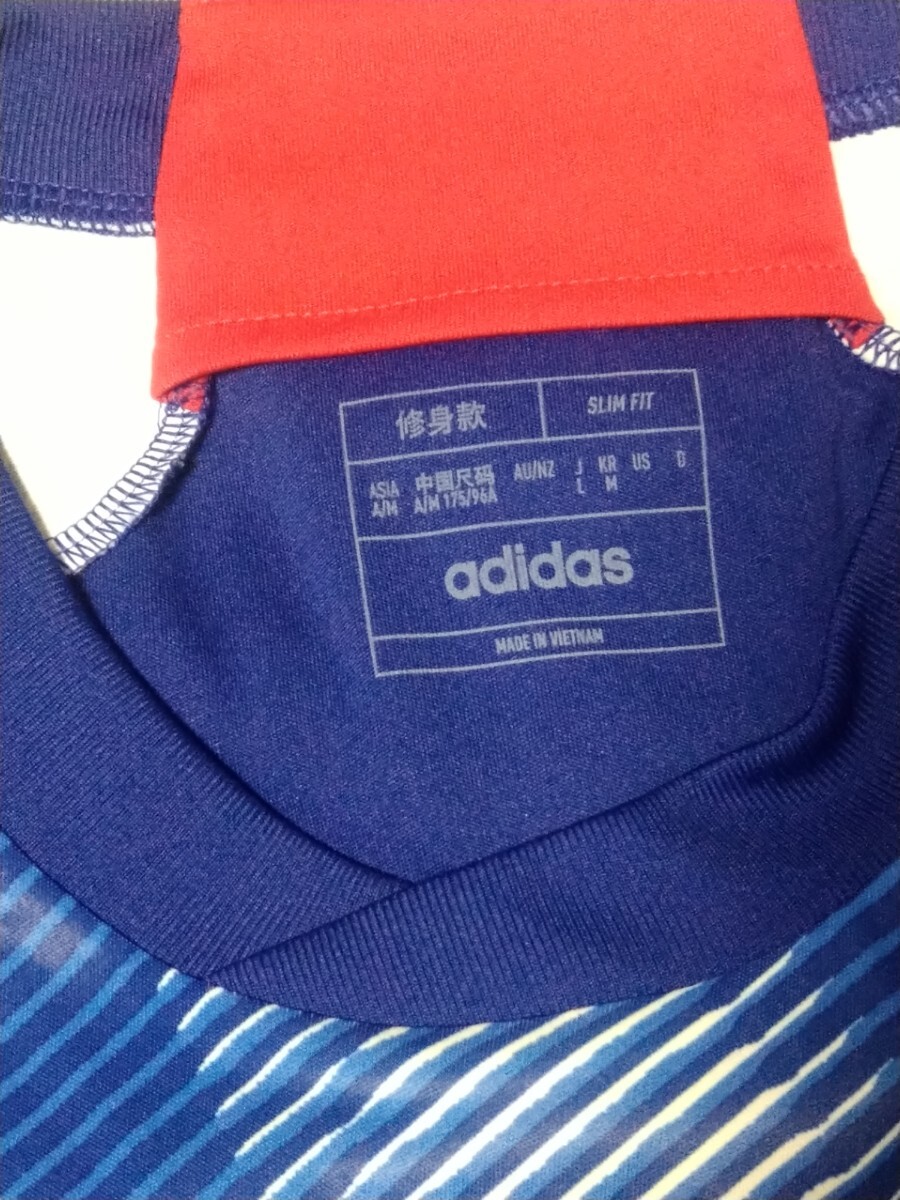 修身款 SLIM FIT
ASIA 中国尺码 AU/NZ J KR US
A/M A/M 175/96A L M
adidas
MADE IN VIETNAM